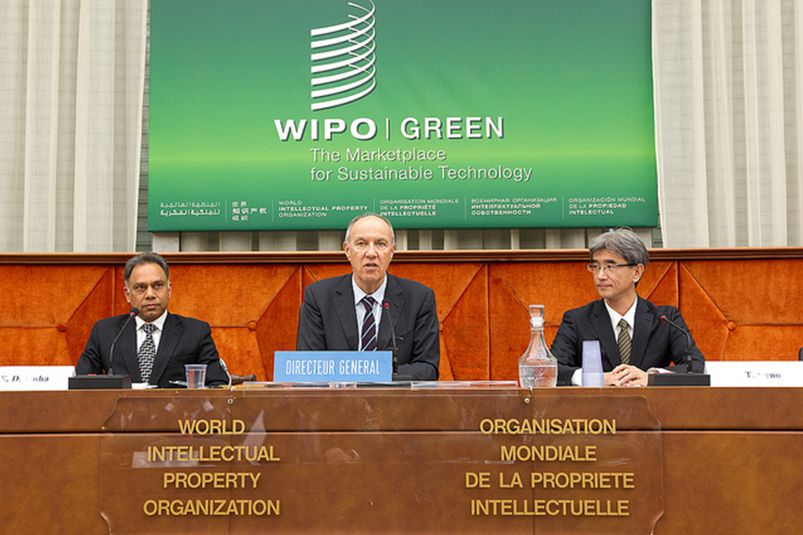 WIPO | GREEN
The Marketplace
for Sustainable Technology
المنظمة العالمية
للملكية الفكرية
世界
知识产权
组织
WORLD
INTELLECTUAL PROPERTY
ORGANIZATION
ORGANISATION MONDIALE
DE LA PROPRIÉTÉ
INTELLECTUELLE
ВСЕМИРНАЯ ОРГАНИЗАЦИЯ
ИНТЕЛЛЕКТУАЛЬНОЙ
СОБСТВЕННОСТИ
ORGANIZACIÓN MUNDIAL
DE LA PROPIEDAD
INTELECTUAL
DIRECTEUR GENERAL
WORLD
INTELLECTUAL
PROPERTY
ORGANIZATION
ORGANISATION
MONDIALE
DE LA PROPRIETE
INTELLECTUELLE